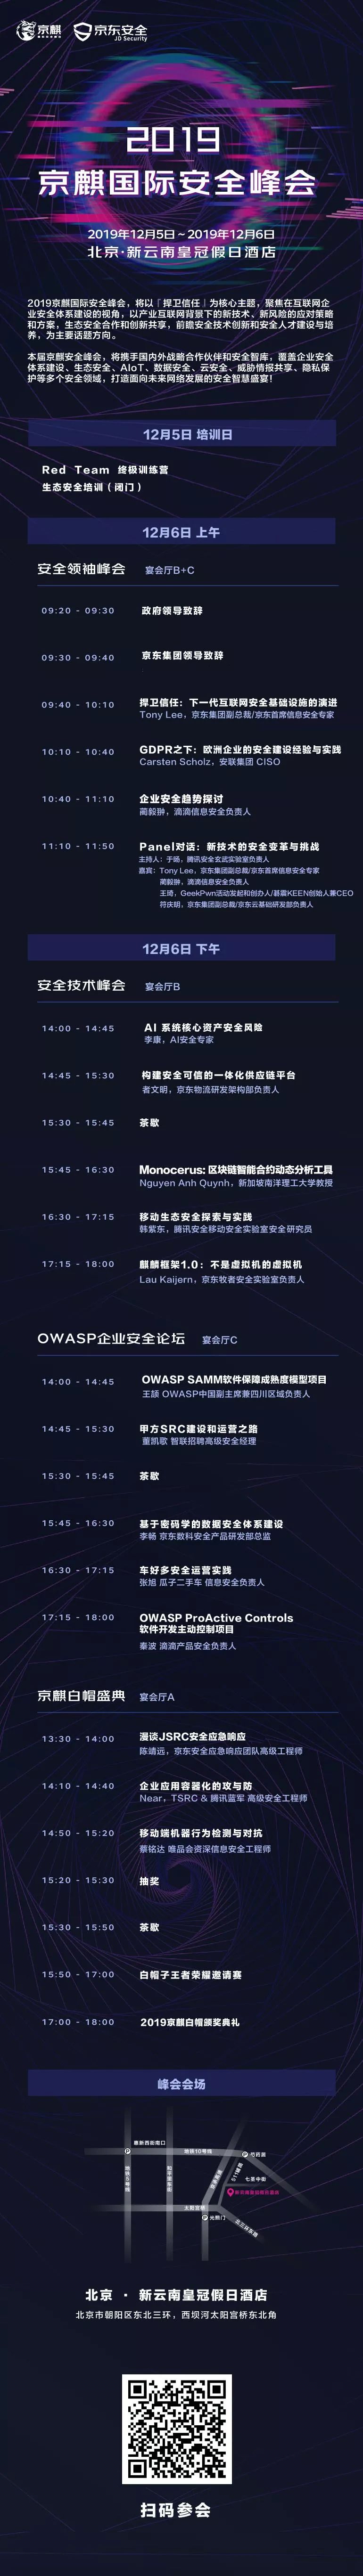 京麒
京东安全
JD Security
2019
京麒国际安全峰会
2019年12月5日~2019年12月6日
北京·新云南皇冠假日酒店
2019京麒国际安全峰会，将以「捍卫信任」为核心主题，聚焦在互联网企
业安全体系建设的视角，以产业互联网背景下的新技术、新风险的应对策略
和方案，生态安全合作和创新共享，前瞻安全技术创新和安全人才建设与培
养，为主要话题方向。
本届京麒安全峰会，将携手国内外战略合作伙伴和安全智库，覆盖企业安全
体系建设、生态安全、AIoT、数据安全、云安全、威胁情报共享、隐私保
护等多个安全领域，打造面向未来网络发展的安全智慧盛宴！
12月5日 培训日
Red Team 终极训练营
生态安全培训（闭门）
12月6日 上午
安全领袖峰会 宴会厅B+C
09:20 - 09:30 政府领导致辞
09:30 - 09:40 京东集团领导致辞
09:40 - 10:10 捍卫信任：下一代互联网安全基础设施的演进
Tony Lee，京东集团副总裁/京东首席信息安全专家
10:10 - 10:40 GDPR之下：欧洲企业的安全建设经验与实践
Carsten Scholz，安联集团 CISO
10:40 - 11:10 企业安全趋势探讨
蔺毅翀，滴滴信息安全负责人
11:10 - 11:50 Panel对话：新技术的安全变革与挑战
主持人：于旸，腾讯安全玄武实验室负责人
嘉宾：Tony Lee，京东集团副总裁/京东首席信息安全专家
蔺毅翀，滴滴信息安全负责人
王琦，GeekPwn活动发起和创办人/碁震KEEN创始人兼CEO
符庆明，京东集团副总裁/京东云基础研发部负责人
12月6日 下午
安全技术峰会 宴会厅B
14:00 - 14:45 AI 系统核心资产安全风险
李康，AI安全专家
14:45 - 15:30 构建安全可信的一体化供应链平台
者文明，京东物流研发架构部负责人
15:30 - 15:45 茶歇
15:45 - 16:30 Monocerus: 区块链智能合约动态分析工具
Nguyen Anh Quynh，新加坡南洋理工大学教授
16:30 - 17:15 移动生态安全探索与实践
韩紫东，腾讯安全移动安全实验室安全研究员
17:15 - 18:00 麒麟框架1.0：不是虚拟机的虚拟机
Lau Kaijern，京东牧者安全实验室负责人
OWASP企业安全论坛 宴会厅C
14:00 - 14:45 OWASP SAMM软件保障成熟度模型项目
王颉 OWASP中国副主席兼四川区域负责人
14:45 - 15:30 甲方SRC建设和运营之路
董凯歌 智联招聘高级安全经理
15:30 - 15:45 茶歇
15:45 - 16:30 基于密码学的数据安全体系建设
李畅 京东数科安全产品研发部总监
16:30 - 17:15 车好多安全运营实践
张旭 瓜子二手车 信息安全负责人
17:15 - 18:00 OWASP ProActive Controls
软件开发主动控制项目
秦波 滴滴产品安全负责人
京麒白帽盛典 宴会厅A
13:30 - 14:00 漫谈JSRC安全应急响应
陈靖远，京东安全应急响应团队高级工程师
14:10 - 14:40 企业应用容器化的攻与防
Near，TSRC & 腾讯蓝军 高级安全工程师
14:50 - 15:20 移动端机器行为检测与对抗
蔡铭达 唯品会资深信息安全工程师
15:20 - 15:30 抽奖
15:30 - 15:50 茶歇
15:50 - 17:00 白帽子王者荣耀邀请赛
17:00 - 18:00 2019京麒白帽颁奖典礼
峰会会场
惠新西街南口
地铁10号线
芍药居
地铁5号线
和平里东街
七圣中街
太阳宫桥
光熙门
北三环东路
北京 · 新云南皇冠假日酒店
北京市朝阳区东北三环，西坝河太阳宫桥东北角
扫码参会